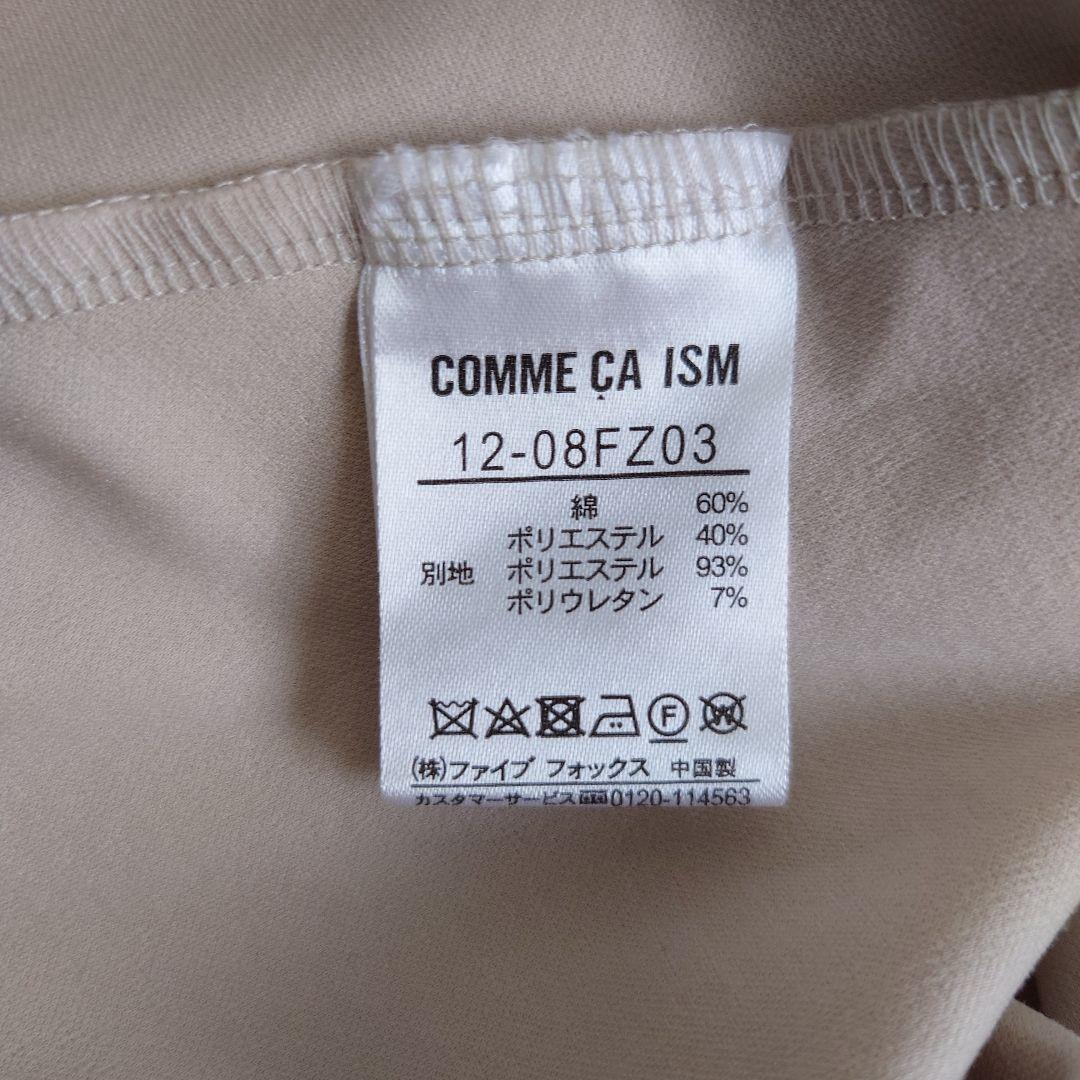 COMME ÇA ISM
12-08FZ03
綿 60%
ポリエステル 40%
別地 ポリエステル 93%
ポリウレタン 7%
F W
(株)ファイブ フォックス 中国製
カスタマーサービス 0120-114563